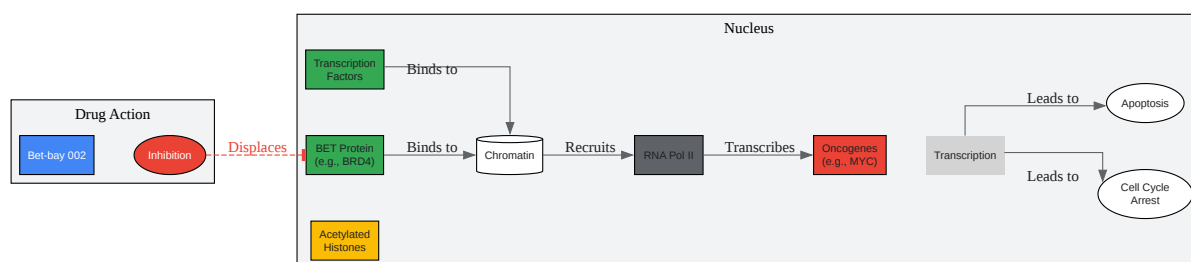 Nucleus
Transcription
Factors
Binds to
Drug Action
Bet-bay 002
Inhibition
Displaces
BET Protein
(e.g., BRD4)
Binds to
Chromatin
Recruits
RNA Pol II
Transcribes
Oncogenes
(e.g., MYC)
Transcription
Leads to
Apoptosis
Leads to
Cell Cycle
Arrest
Acetylated
Histones